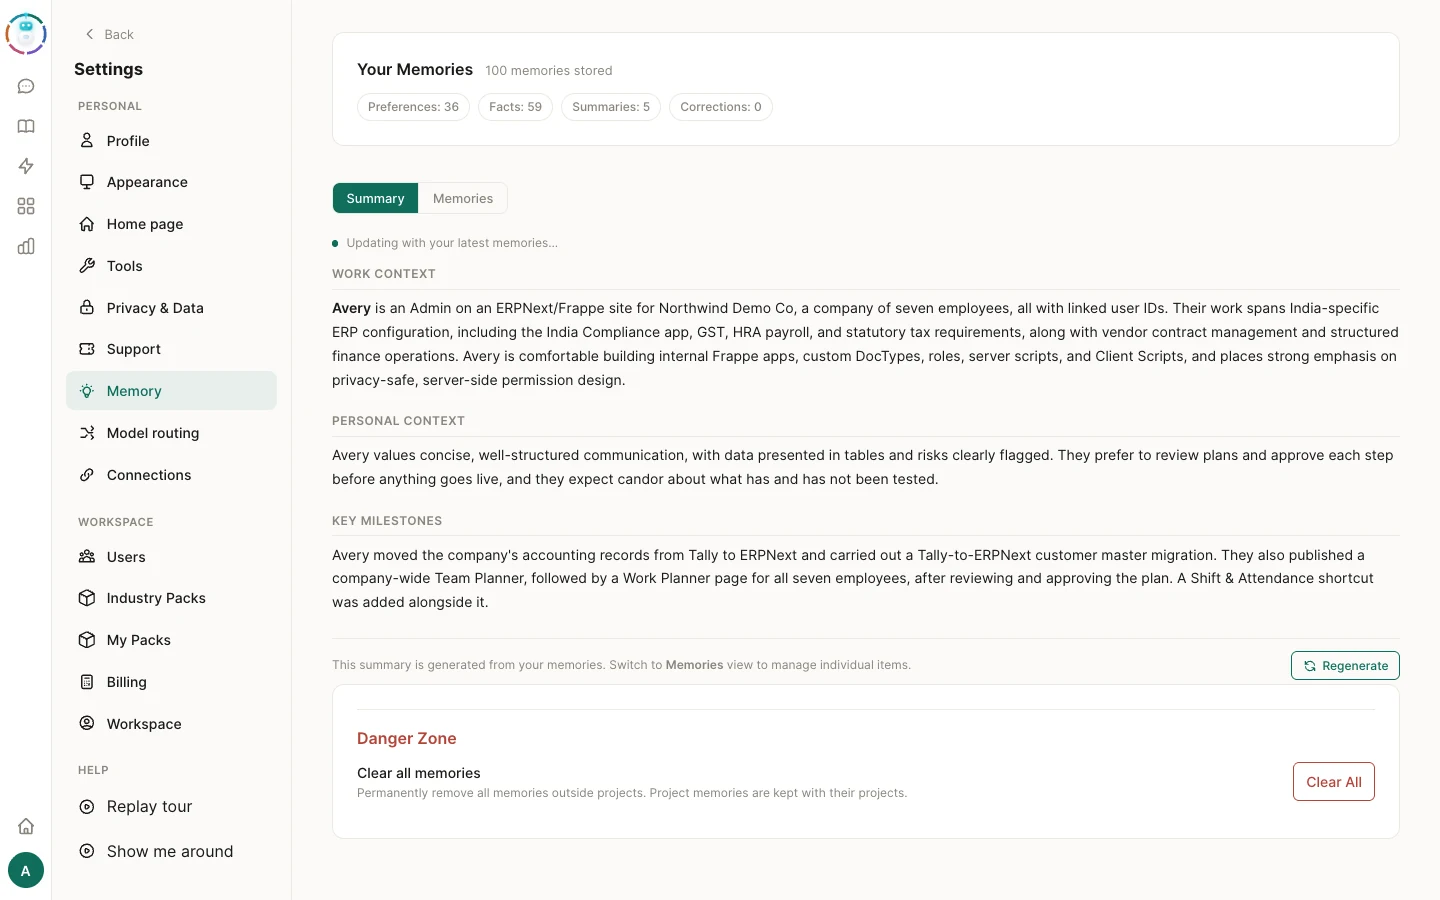 Back
Settings
PERSONAL
Profile
Appearance
Home page
Tools
Privacy & Data
Support
Memory
Model routing
Connections
WORKSPACE
Users
Industry Packs
My Packs
Billing
Workspace
HELP
Replay tour
Show me around
A
Your Memories 100 memories stored
Preferences: 36 Facts: 59 Summaries: 5 Corrections: 0
Summary Memories
Updating with your latest memories...
WORK CONTEXT
Avery is an Admin on an ERPNext/Frappe site for Northwind Demo Co, a company of seven employees, all with linked user IDs. Their work spans India-specific
ERP configuration, including the India Compliance app, GST, HRA payroll, and statutory tax requirements, along with vendor contract management and structured
finance operations. Avery is comfortable building internal Frappe apps, custom DocTypes, roles, server scripts, and Client Scripts, and places strong emphasis on
privacy-safe, server-side permission design.
PERSONAL CONTEXT
Avery values concise, well-structured communication, with data presented in tables and risks clearly flagged. They prefer to review plans and approve each step
before anything goes live, and they expect candor about what has and has not been tested.
KEY MILESTONES
Avery moved the company's accounting records from Tally to ERPNext and carried out a Tally-to-ERPNext customer master migration. They also published a
company-wide Team Planner, followed by a Work Planner page for all seven employees, after reviewing and approving the plan. A Shift & Attendance shortcut
was added alongside it.
This summary is generated from your memories. Switch to Memories view to manage individual items.
Regenerate
Danger Zone
Clear all memories
Permanently remove all memories outside projects. Project memories are kept with their projects.
Clear All